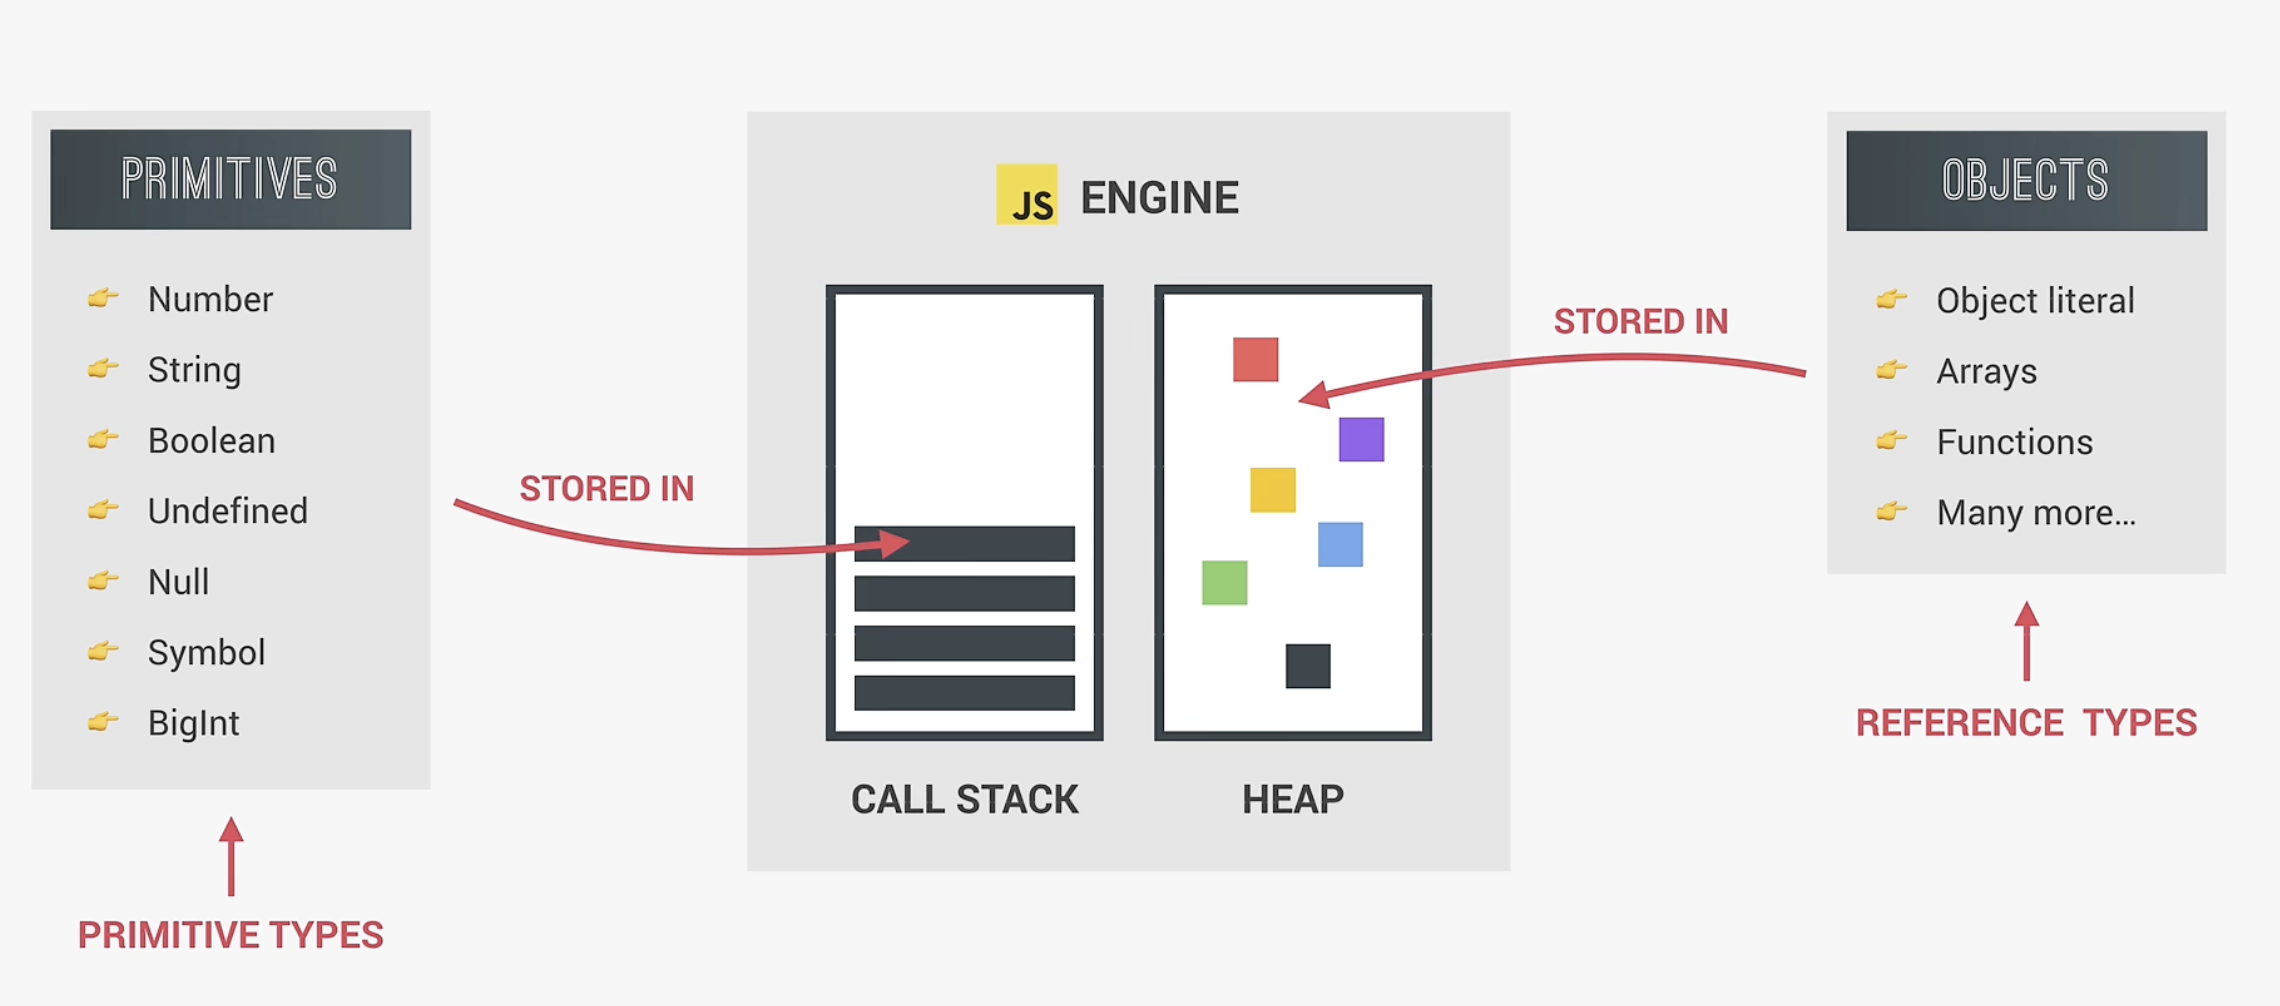 PRIMITIVES
Number
String
Boolean
Undefined
Null
Symbol
BigInt
PRIMITIVE TYPES
STORED IN
JS ENGINE
CALL STACK
HEAP
STORED IN
OBJECTS
Object literal
Arrays
Functions
Many more...
REFERENCE TYPES